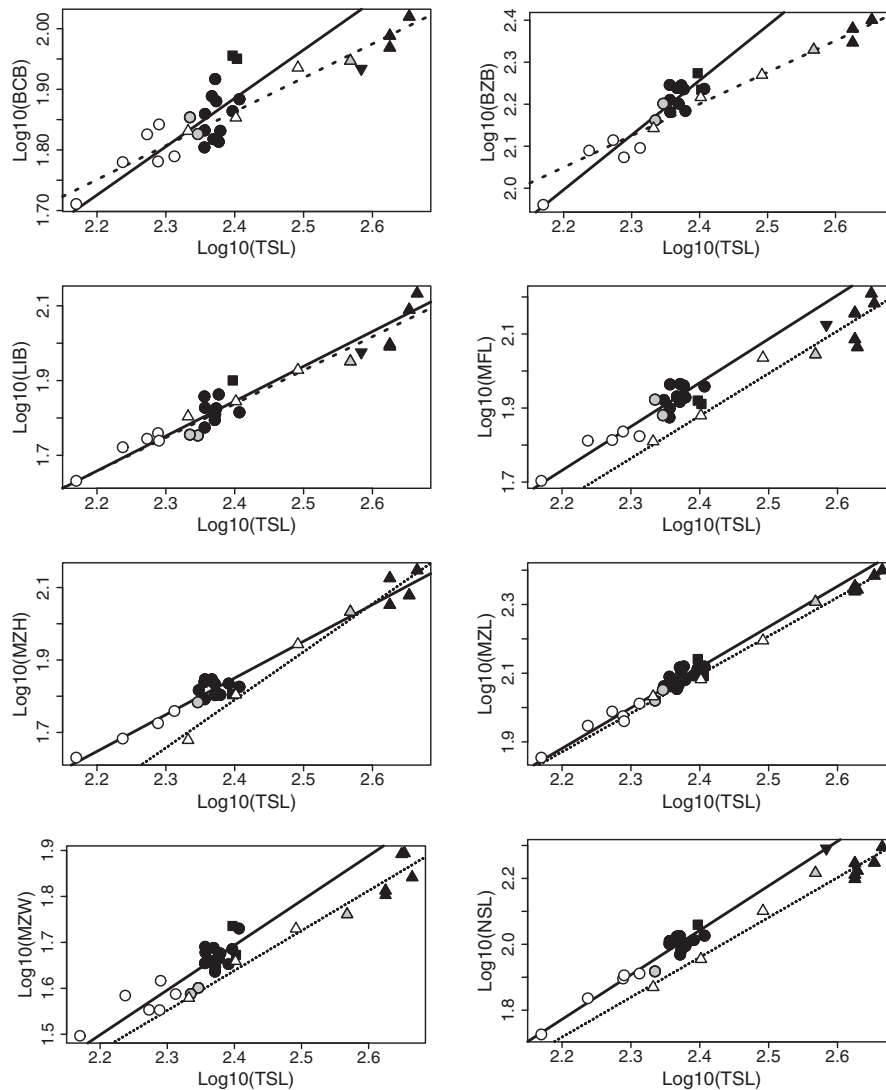 Log10(BCB)
1.70 1.80 1.90 2.00
2.2 2.3 2.4 2.5 2.6
Log10(TSL)
Log10(BZB)
2.0 2.1 2.2 2.3 2.4
2.2 2.3 2.4 2.5 2.6
Log10(TSL)
Log10(LIB)
1.7 1.9 2.1
2.2 2.3 2.4 2.5 2.6
Log10(TSL)
Log10(MFL)
1.7 1.9 2.1
2.2 2.3 2.4 2.5 2.6
Log10(TSL)
Log10(MZH)
1.7 1.9 2.1
2.2 2.3 2.4 2.5 2.6
Log10(TSL)
Log10(MZL)
1.9 2.1 2.3
2.2 2.3 2.4 2.5 2.6
Log10(TSL)
Log10(MZW)
1.5 1.6 1.7 1.8 1.9
2.2 2.3 2.4 2.5 2.6
Log10(TSL)
Log10(NSL)
1.8 2.0 2.2
2.2 2.3 2.4 2.5 2.6
Log10(TSL)